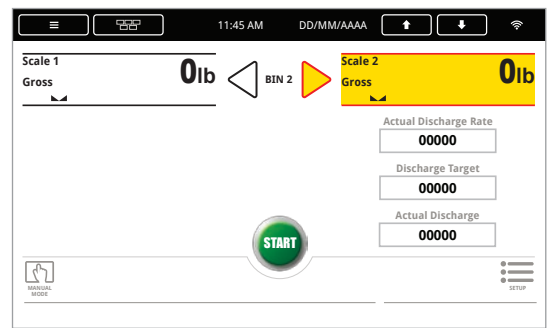 11:45 AM DD/MM/AAAA
Scale 1
Gross
0lb
BIN 2
Scale 2
Gross
0lb
Actual Discharge Rate
00000
Discharge Target
00000
Actual Discharge
00000
START
MANUAL
MODE
SETUP